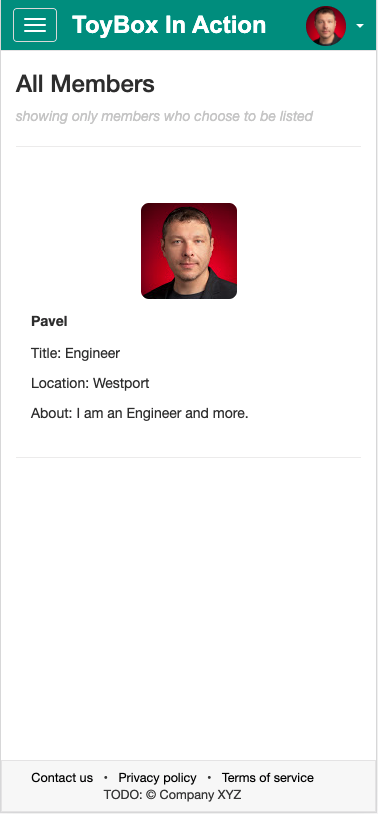 ToyBox In Action
All Members
showing only members who choose to be listed
Pavel
Title: Engineer
Location: Westport
About: I am an Engineer and more.
Contact us • Privacy policy • Terms of service
TODO: © Company XYZ